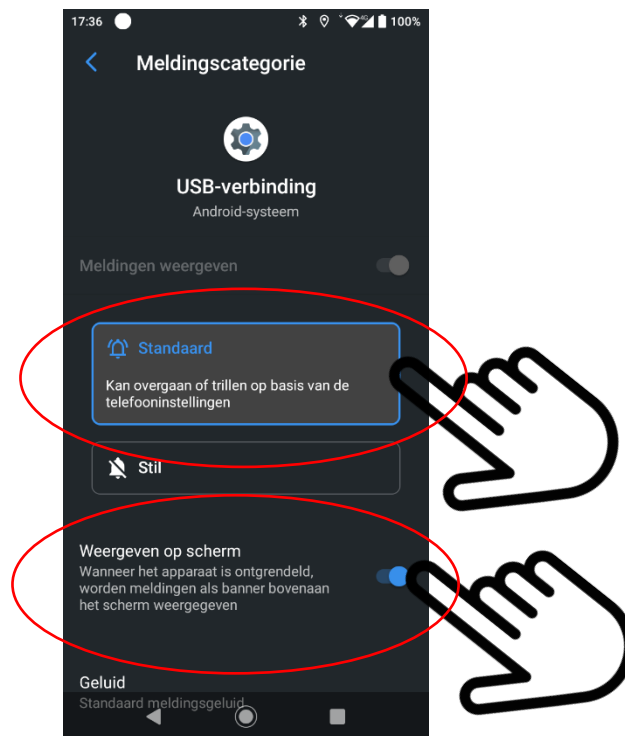 17:36 4G 100%
Meldingscategorie
USB-verbinding
Android-systeem
Meldingen weergeven
Standaard
Kan overgaan of trillen op basis van de
telefooninstellingen
Stil
Weergeven op scherm
Wanneer het apparaat is ontgrendeld,
worden meldingen als banner bovenaan
het scherm weergegeven
Geluid
Standaard meldingsgeluid